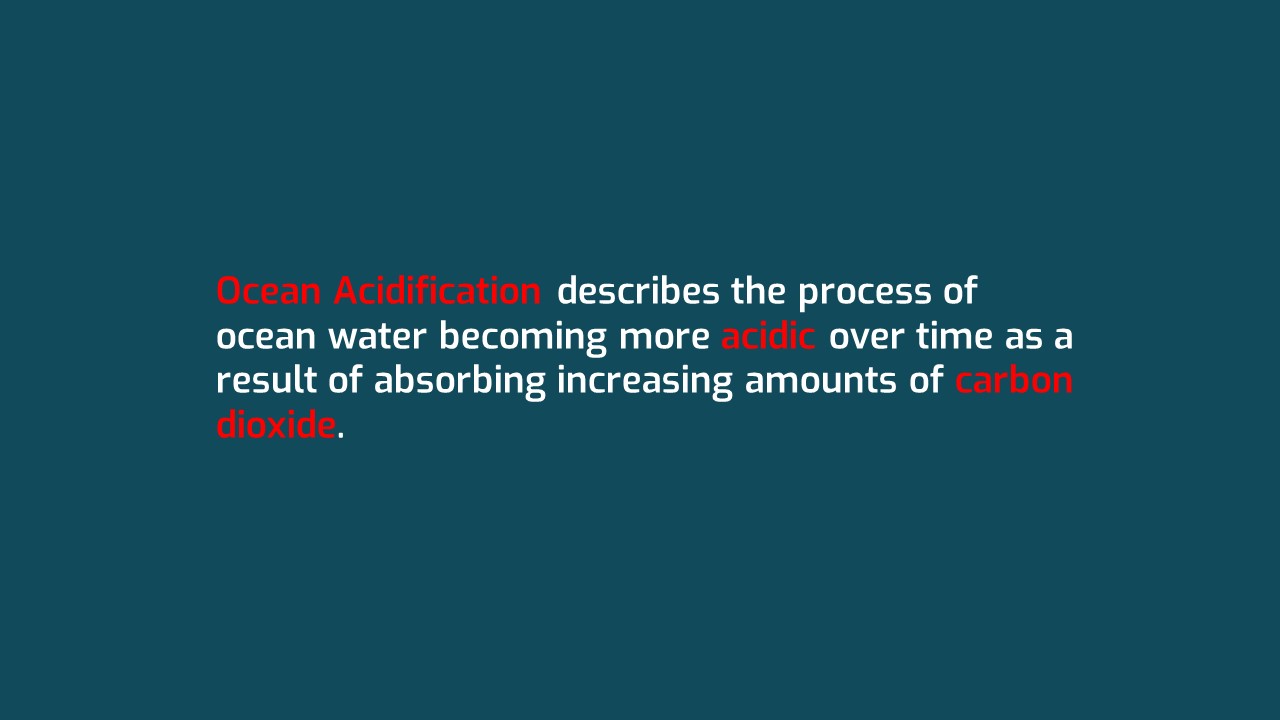 Ocean Acidification describes the process of
ocean water becoming more acidic over time as a
result of absorbing increasing amounts of carbon
dioxide.